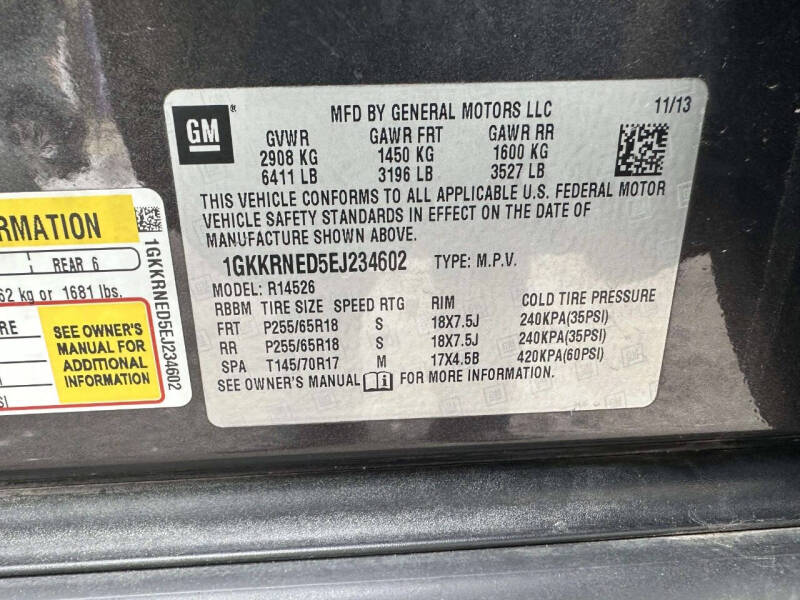 GM
MFD BY GENERAL MOTORS LLC 11/13
GVWR GAWR FRT GAWR RR
2908 KG 1450 KG 1600 KG
6411 LB 3196 LB 3527 LB
THIS VEHICLE CONFORMS TO ALL APPLICABLE U.S. FEDERAL MOTOR
VEHICLE SAFETY STANDARDS IN EFFECT ON THE DATE OF
MANUFACTURE SHOWN ABOVE.
1GKKRNED5EJ234602 TYPE: M.P.V.
MODEL: R14526
RBBM TIRE SIZE SPEED RTG RIM COLD TIRE PRESSURE
FRT P255/65R18 S 18X7.5J 240KPA(35PSI)
RR P255/65R18 S 18X7.5J 240KPA(35PSI)
SPA T145/70R17 M 17X4.5B 420KPA(60PSI)
SEE OWNER'S MANUAL FOR MORE INFORMATION.
RMATION
REAR 6
62 kg or 1681 lbs.
RE
SEE OWNER'S
MANUAL FOR
ADDITIONAL
INFORMATION
SI
1GKKRNED5EJ234602